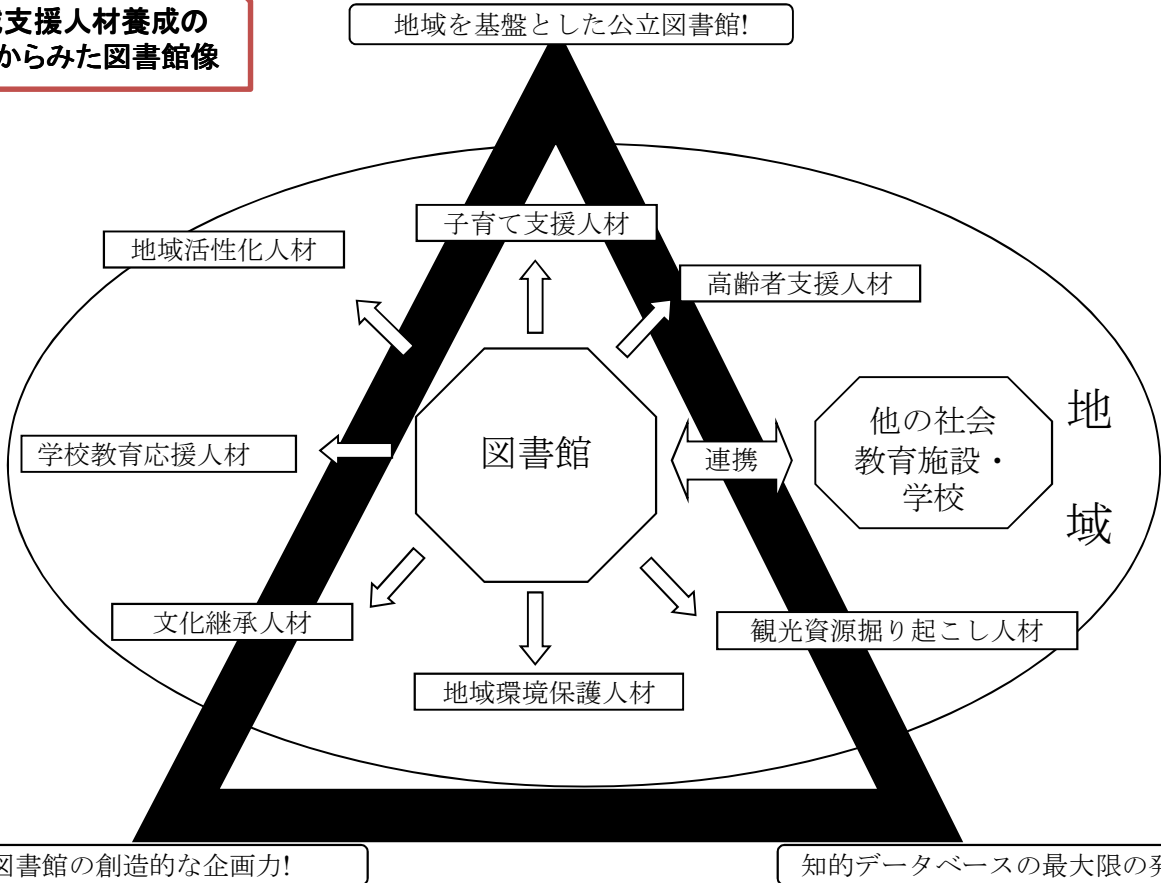 支援人材養成の
からみた図書館像
地域を基盤とした公立図書館!
子育て支援人材
地域活性化人材
高齢者支援人材
図書館
連携
他の社会
教育施設・
学校
地
域
学校教育応援人材
文化継承人材
観光資源掘り起こし人材
地域環境保護人材
図書館の創造的な企画力!
知的データベースの最大限の